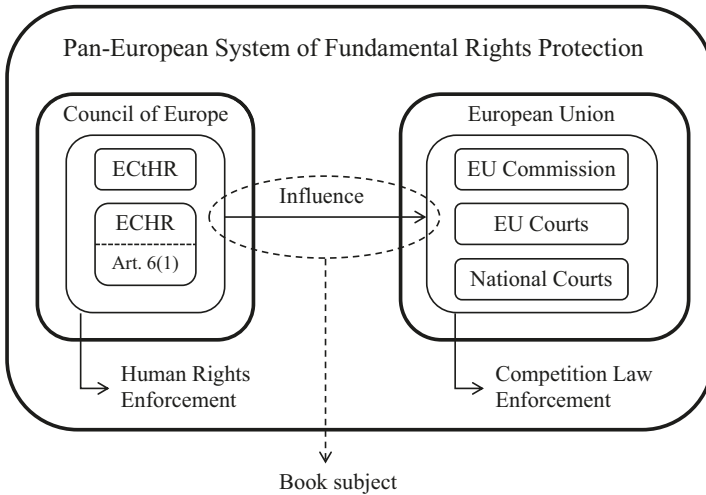 Pan-European System of Fundamental Rights Protection
Council of Europe
ECtHR
ECHR
Art. 6(1)
Human Rights
Enforcement
Influence
European Union
EU Commission
EU Courts
National Courts
Competition Law
Enforcement
Book subject